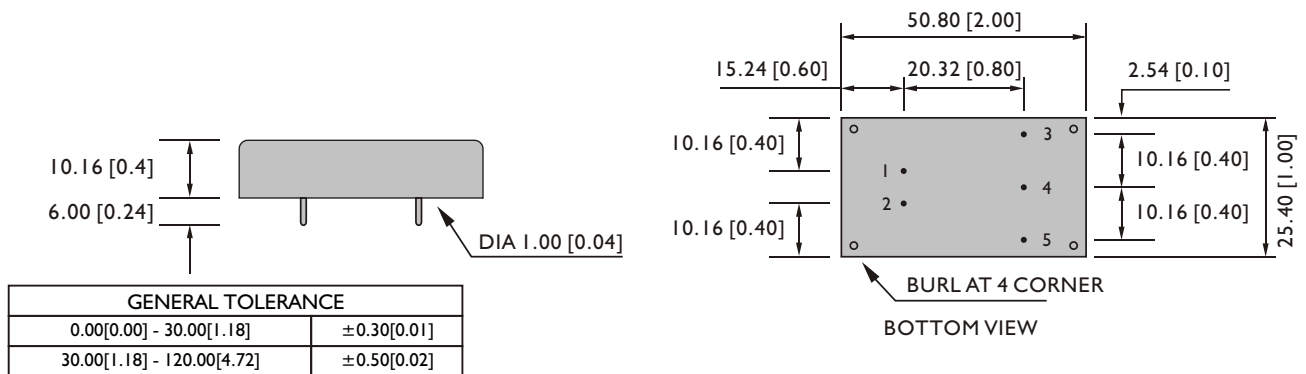 10.16 [0.4]
6.00 [0.24]
DIA 1.00 [0.04]
GENERAL TOLERANCE
0.00[0.00] - 30.00[1.18] ±0.30[0.01]
30.00[1.18] - 120.00[4.72] ±0.50[0.02]
50.80 [2.00]
15.24 [0.60] 20.32 [0.80] 2.54 [0.10]
10.16 [0.40]
10.16 [0.40]
1
2
3
4
5
10.16 [0.40]
10.16 [0.40]
25.40 [1.00]
BURL AT 4 CORNER
BOTTOM VIEW